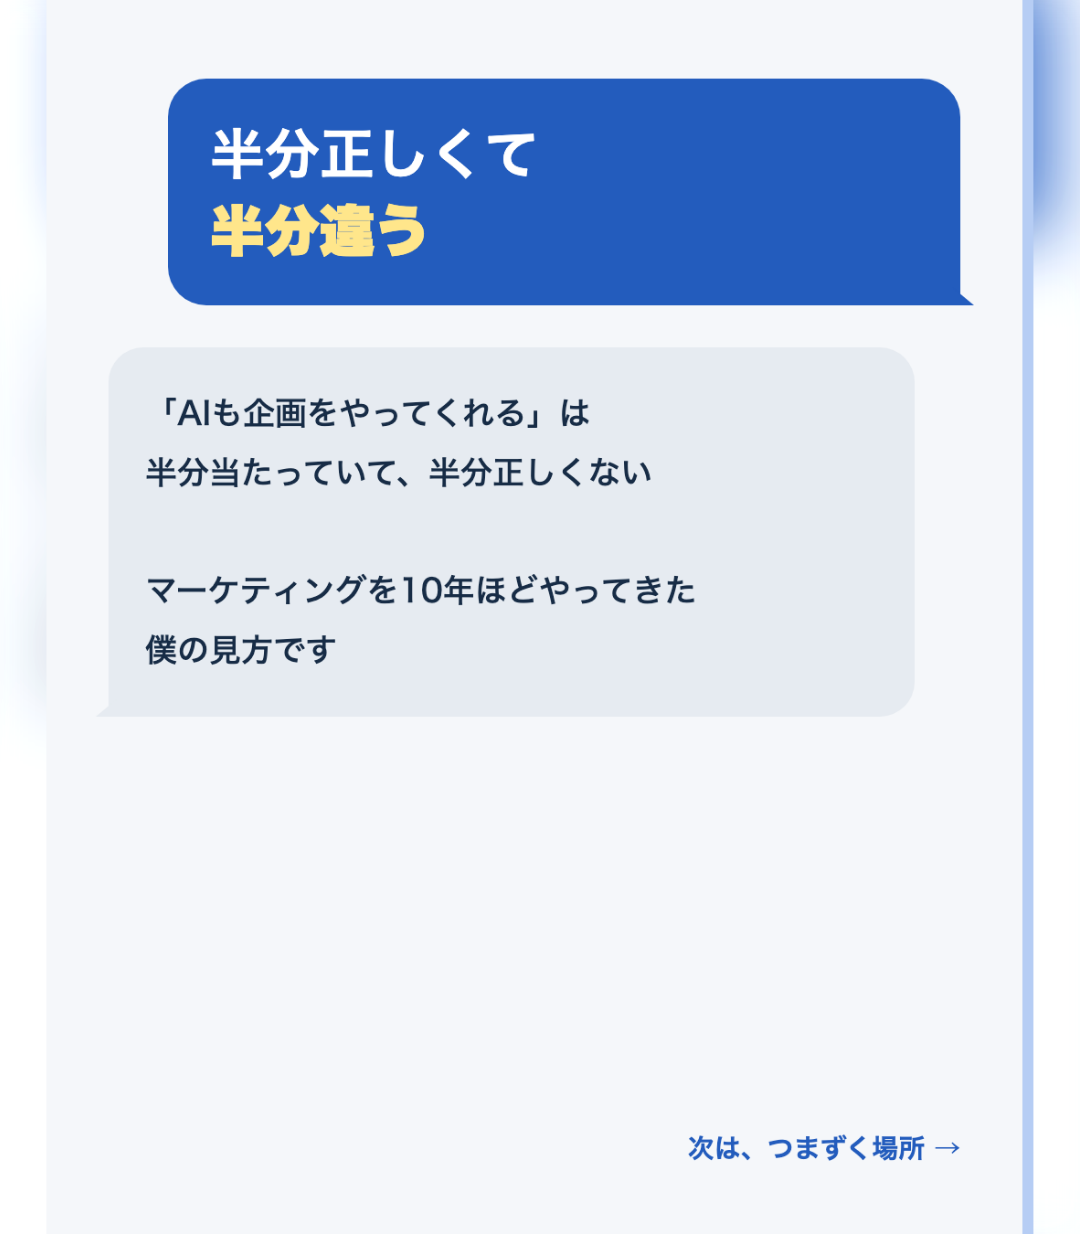 半分正しくて
半分違う
「AIも企画をやってくれる」は
半分当たっていて、半分正しくない
マーケティングを10年ほどやってきた
僕の見方です
次は、つまずく場所 →